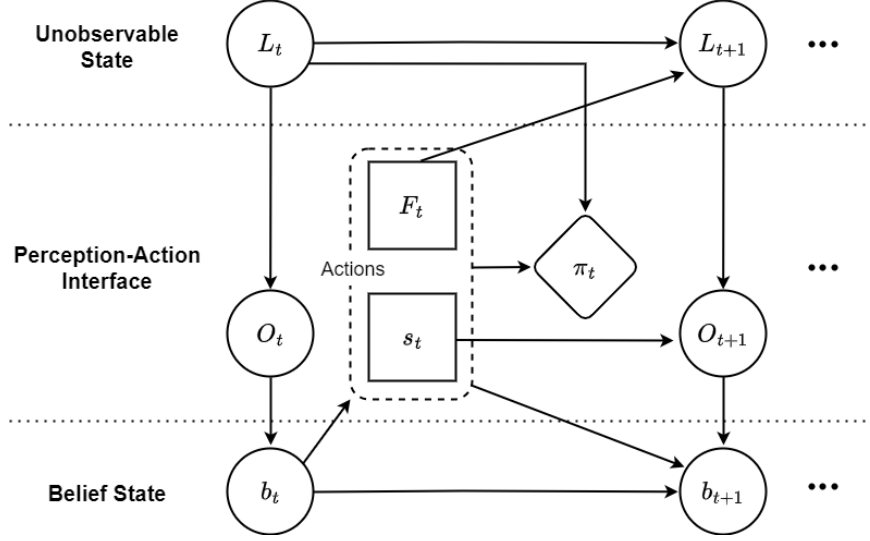 Unobservable
State
L_t
L_{t+1}
•••
Perception-Action
Interface
Actions
F_t
π_t
•••
s_t
O_t
O_{t+1}
Belief State
b_t
b_{t+1}
•••